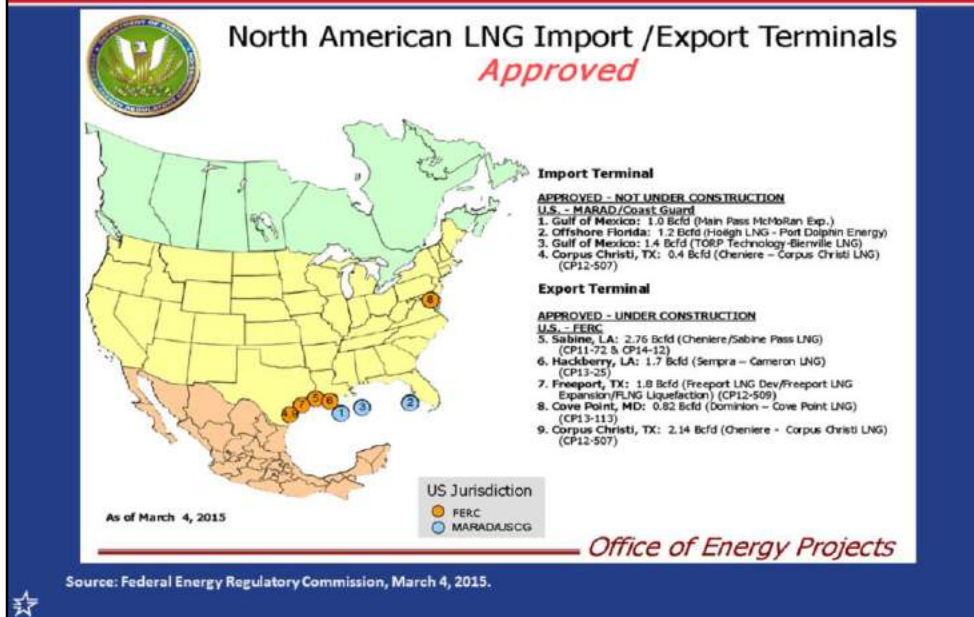 North American LNG Import /Export Terminals
Approved
Import Terminal
APPROVED - NOT UNDER CONSTRUCTION
U.S. - MARAD/Coast Guard
1. Gulf of Mexico: 1.0 Bcfd (Main Pass McMoRan Exp.)
2. Offshore Florida: 1.2 Bcfd (Hoëgh LNG - Port Dolphin Energy)
3. Gulf of Mexico: 1.4 Bcfd (TORP Technology-Bienville LNG)
4. Corpus Christi, TX: 0.4 Bcfd (Cheniere – Corpus Christi LNG)
(CP12-507)
Export Terminal
APPROVED - UNDER CONSTRUCTION
U.S. - FERC
5. Sabine, LA: 2.76 Bcfd (Cheniere/Sabine Pass LNG)
(CP11-72 & CP14-12)
6. Hackberry, LA: 1.7 Bcfd (Sempra – Cameron LNG)
(CP13-25)
7. Freeport, TX: 1.8 Bcfd (Freeport LNG Dev/Freeport LNG
Expansion/FLNG Liquefaction) (CP12-509)
8. Cove Point, MD: 0.82 Bcfd (Dominion – Cove Point LNG)
(CP13-113)
9. Corpus Christi, TX: 2.14 Bcfd (Cheniere - Corpus Christi LNG)
(CP12-507)
8
4,9
7
5
6
1
3
2
US Jurisdiction
FERC
MARAD/USCG
As of March 4, 2015
Office of Energy Projects
Source: Federal Energy Regulatory Commission, March 4, 2015.